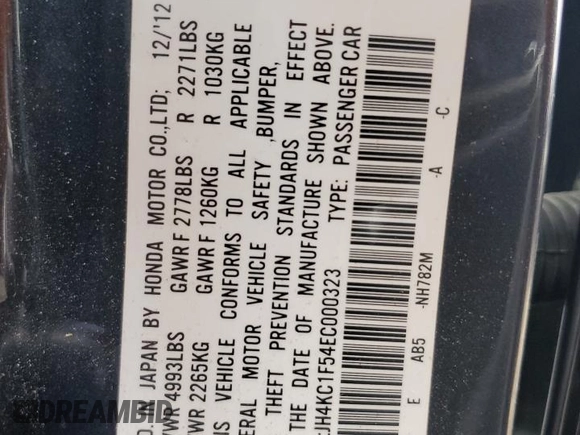 JAPAN BY HONDA MOTOR CO.,LTD; 12/'12
4993LBS GAWR F 2778LBS R 2271LBS
WR 2265KG GAWR F 1260KG R 1030KG
VEHICLE CONFORMS TO ALL APPLICABLE
MOTOR VEHICLE SAFETY ,BUMPER,
THEFT PREVENTION STANDARDS IN EFFECT
THE DATE OF MANUFACTURE SHOWN ABOVE.
JH4KC1F54EC000323 TYPE: PASSENGER CAR
E AB5 -NH782M -A -C
DREAMBID